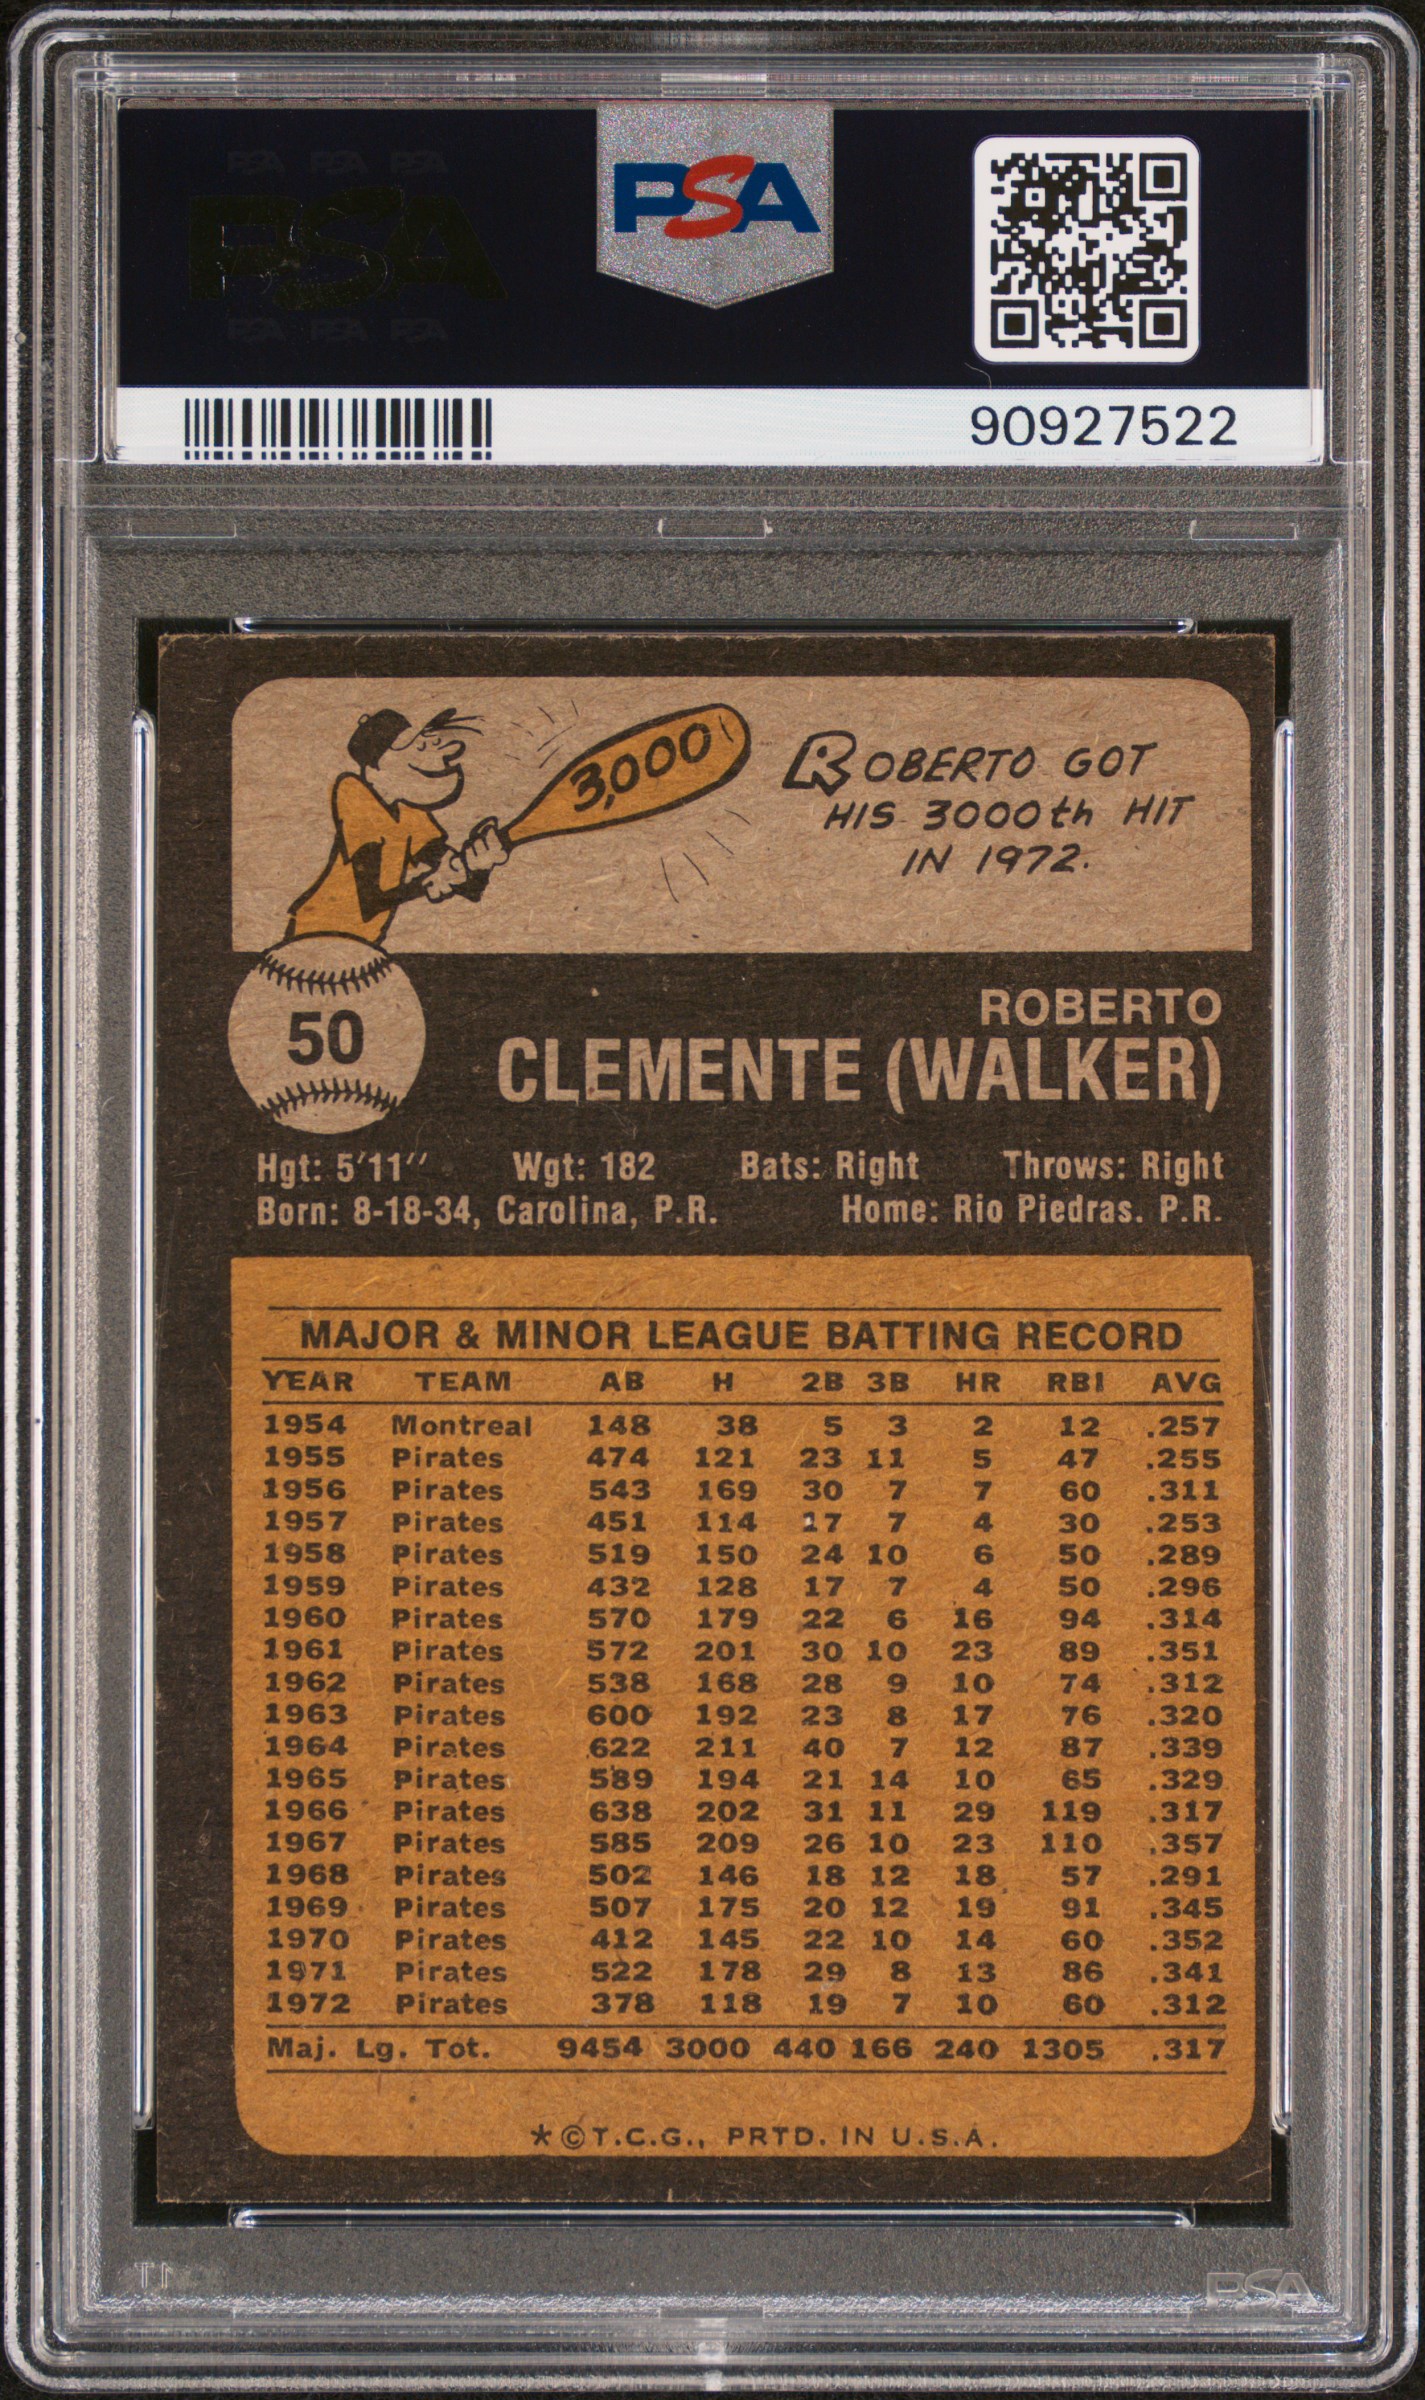 PSA PSA PSA
PSA
PSA PSA PSA
PSA
90927522
3,000
ROBERTO GOT
HIS 3000th HIT
IN 1972.
50
ROBERTO
CLEMENTE (WALKER)
Hgt: 5'11" Wgt: 182 Bats: Right Throws: Right
Born: 8-18-34, Carolina, P.R. Home: Rio Piedras. P.R.
MAJOR & MINOR LEAGUE BATTING RECORD
YEAR TEAM AB H 2B 3B HR RBI AVG
1954 Montreal 148 38 5 3 2 12 .257
1955 Pirates 474 121 23 11 5 47 .255
1956 Pirates 543 169 30 7 7 60 .311
1957 Pirates 451 114 17 7 4 30 .253
1958 Pirates 519 150 24 10 6 50 .289
1959 Pirates 432 128 17 7 4 50 .296
1960 Pirates 570 179 22 6 16 94 .314
1961 Pirates 572 201 30 10 23 89 .351
1962 Pirates 538 168 28 9 10 74 .312
1963 Pirates 600 192 23 8 17 76 .320
1964 Pirates 622 211 40 7 12 87 .339
1965 Pirates 589 194 21 14 10 65 .329
1966 Pirates 638 202 31 11 29 119 .317
1967 Pirates 585 209 26 10 23 110 .357
1968 Pirates 502 146 18 12 18 57 .291
1969 Pirates 507 175 20 12 19 91 .345
1970 Pirates 412 145 22 10 14 60 .352
1971 Pirates 522 178 29 8 13 86 .341
1972 Pirates 378 118 19 7 10 60 .312
Maj. Lg. Tot. 9454 3000 440 166 240 1305 .317
*©T.C.G., PRTD. IN U.S.A.
PSA